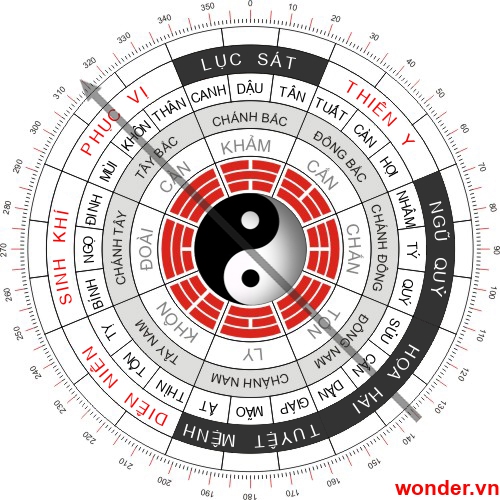 0
10
20
30
40
50
60
70
80
90
100
110
120
130
140
150
160
170
180
190
200
210
220
230
240
250
260
270
280
290
300
310
320
330
340
350
LỤC SÁT
THIÊN Y
NGŨ QUỶ
HỌA HẠI
TUYỆT MỆNH
DIÊN NIÊN
SINH KHÍ
PHỤC VỊ
CANH
DẬU
TÂN
TUẤT
CÀN
HỢI
NHÂM
TÝ
QUÝ
SỬU
CẤN
DẦN
GIÁP
MÃO
ẤT
THÌN
TỐN
TỴ
BÍNH
NGỌ
ĐINH
MÙI
KHÔN
THÂN
CHÁNH BẮC
ĐÔNG BẮC
CHÁNH ĐÔNG
ĐÔNG NAM
CHÁNH NAM
TÂY NAM
CHÁNH TÂY
TÂY BẮC
KHẢM
CẤN
CHẤN
TỐN
LY
KHÔN
ĐOÀI
CÀN
wonder.vn